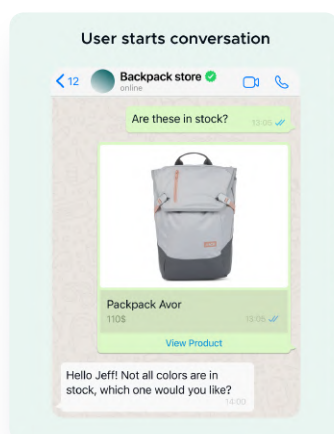 User starts conversation
12
Backpack store
online
Are these in stock?
13:05
Packpack Avor
110$
13:05
View Product
Hello Jeff! Not all colors are in
stock, which one would you like?
14:03